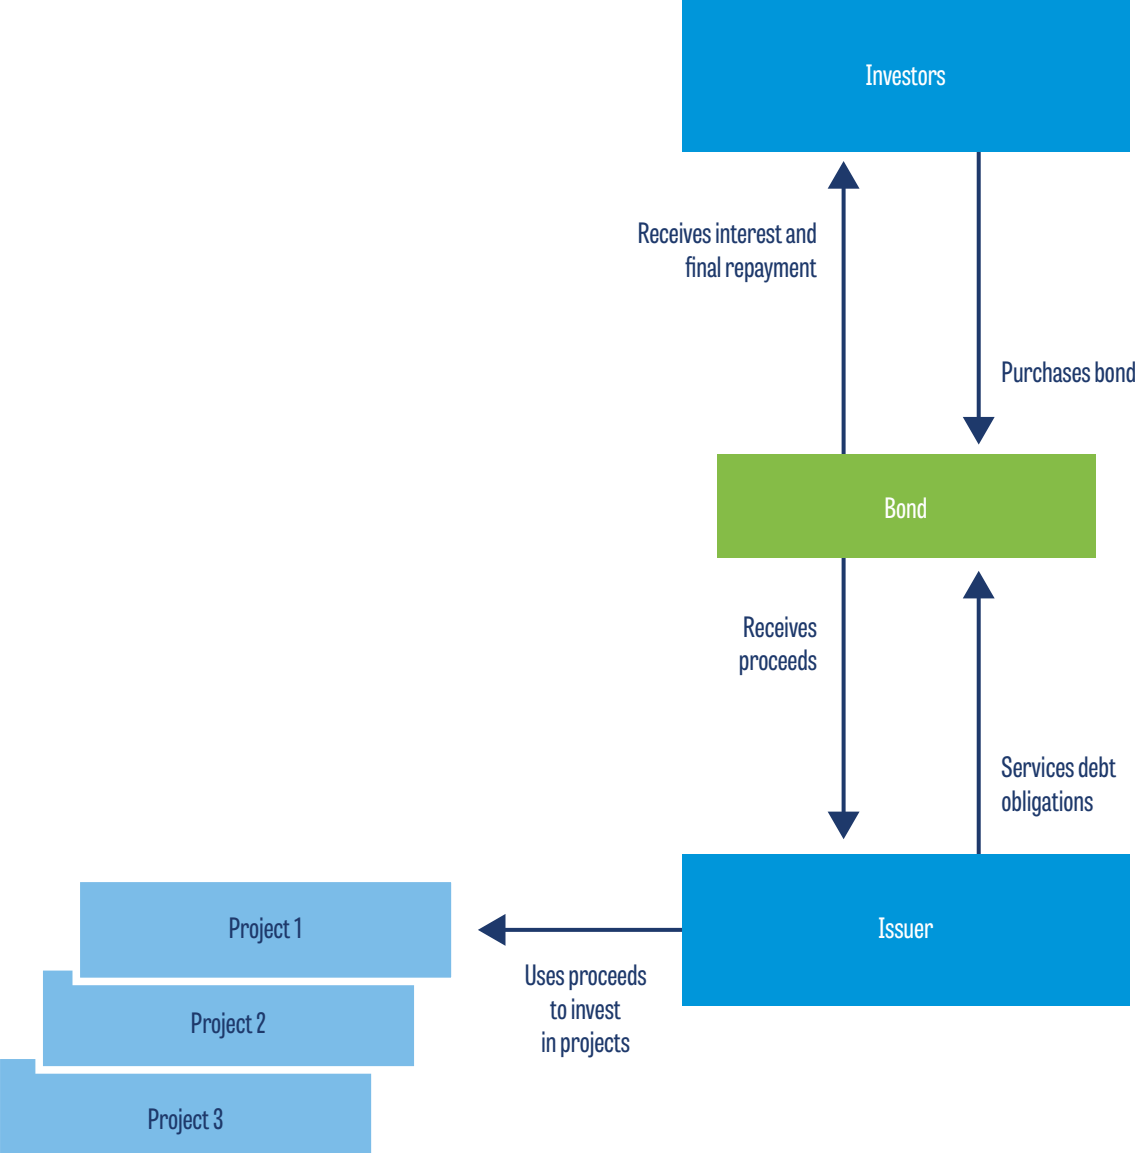 Investors
Receives interest and
final repayment
Purchases bond
Bond
Receives
proceeds
Services debt
obligations
Issuer
Project 1
Uses proceeds
to invest
in projects
Project 2
Project 3